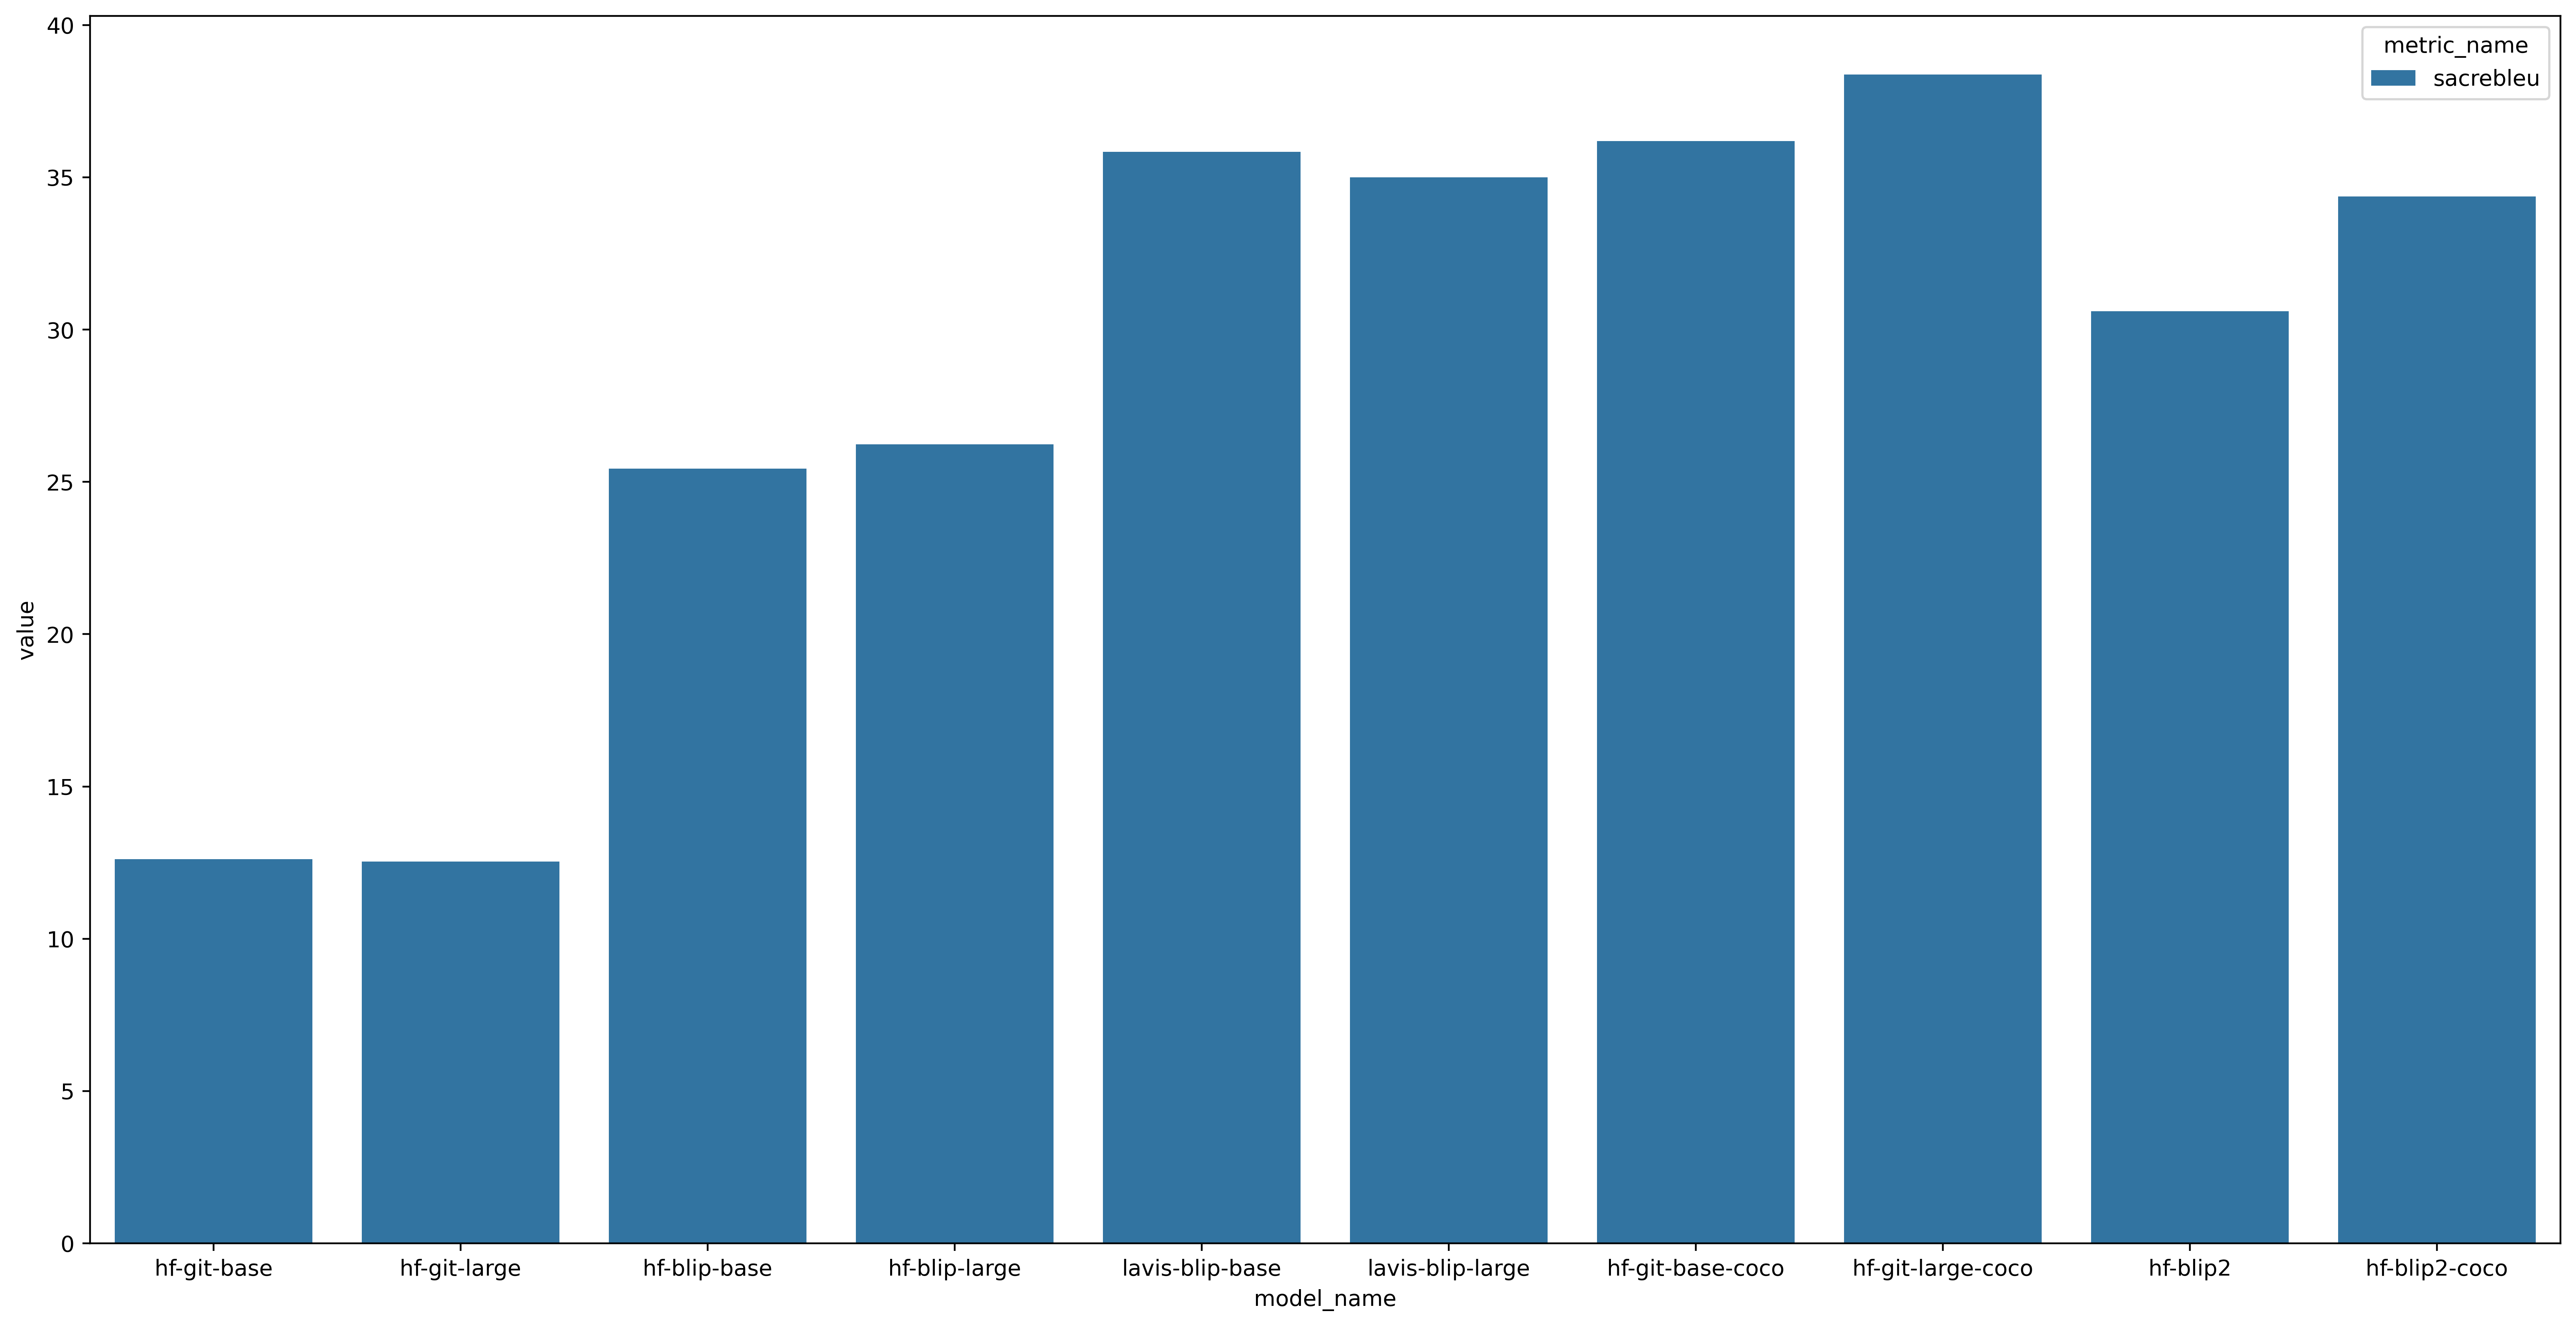 metric_name
sacrebleu
value
40
35
30
25
20
15
10
5
0
hf-git-base hf-git-large hf-blip-base hf-blip-large lavis-blip-base lavis-blip-large hf-git-base-coco hf-git-large-coco hf-blip2 hf-blip2-coco
model_name